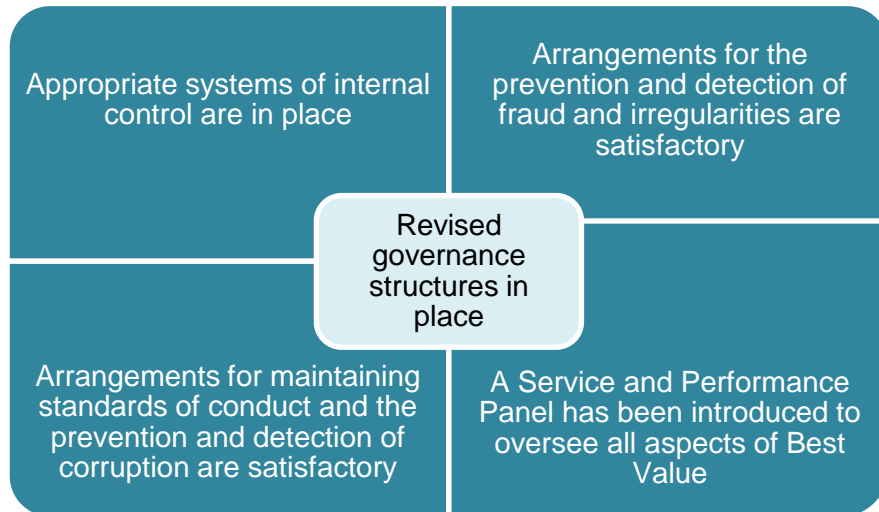 Appropriate systems of internal
control are in place
Arrangements for the
prevention and detection of
fraud and irregularities are
satisfactory
Revised
governance
structures in
place
Arrangements for maintaining
standards of conduct and the
prevention and detection of
corruption are satisfactory
A Service and Performance
Panel has been introduced to
oversee all aspects of Best
Value